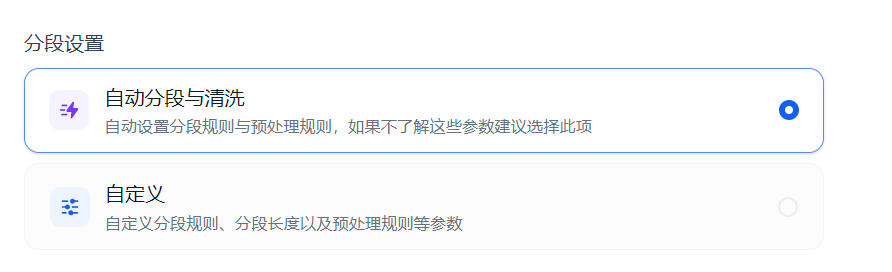 分段设置
自动分段与清洗
自动设置分段规则与预处理规则，如果不了解这些参数建议选择此项
自定义
自定义分段规则、分段长度以及预处理规则等参数